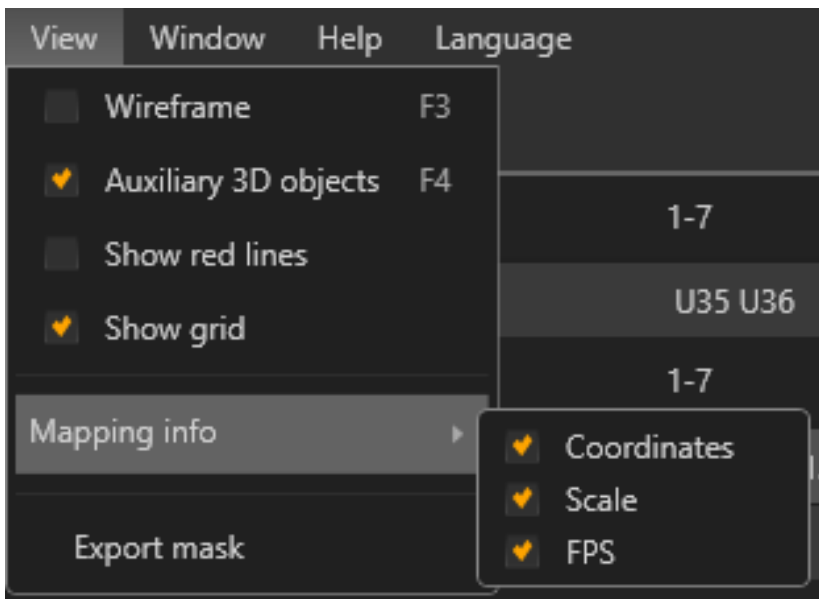 View Window Help Language
Wireframe F3
Auxiliary 3D objects F4
1-7
Show red lines
U35 U36
Show grid
1-7
Mapping info
Coordinates
Scale
Export mask
FPS